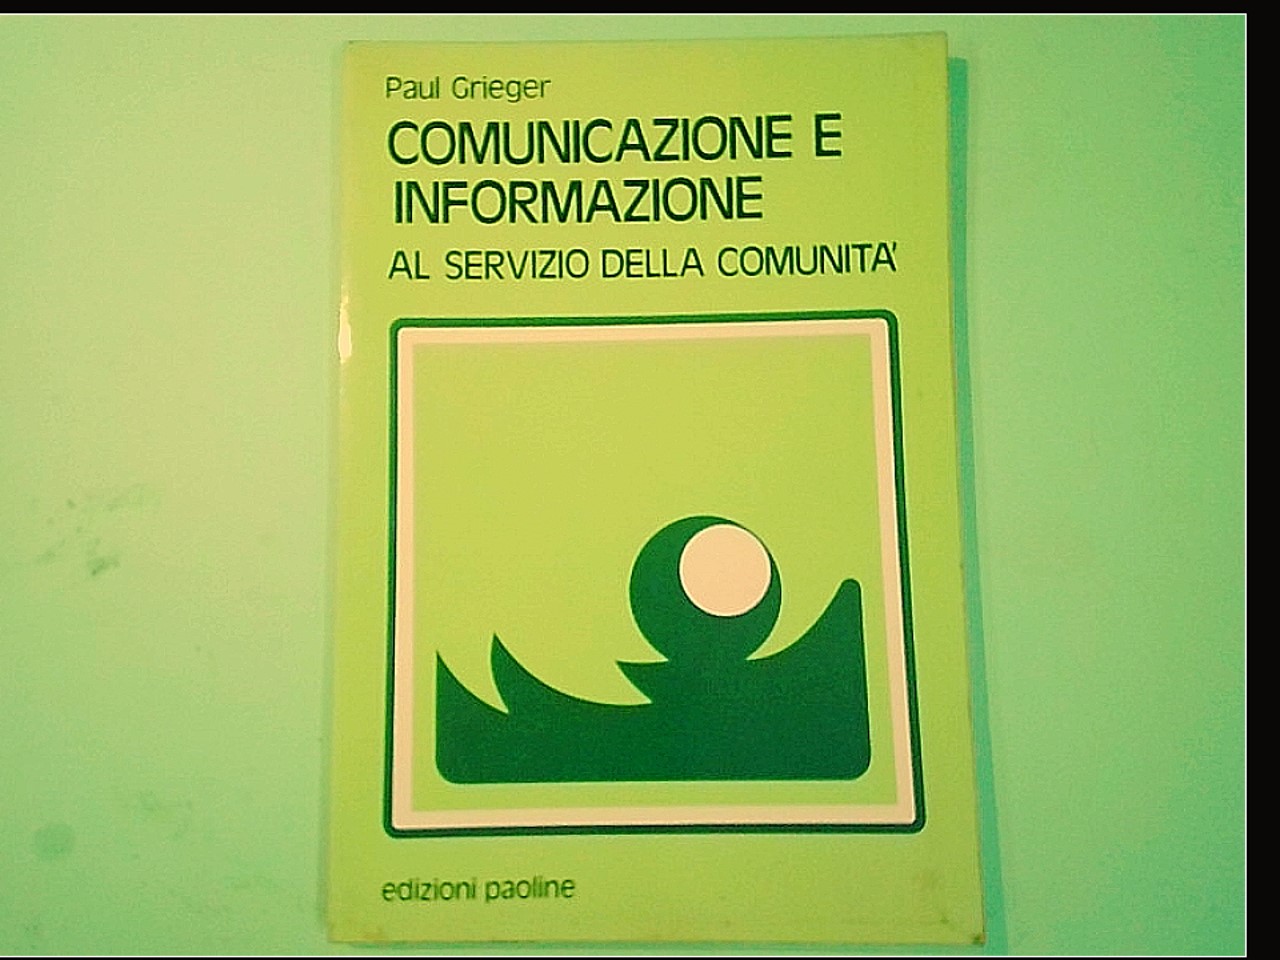 Paul Grieger
COMUNICAZIONE E
INFORMAZIONE
AL SERVIZIO DELLA COMUNITA'
edizioni paoline